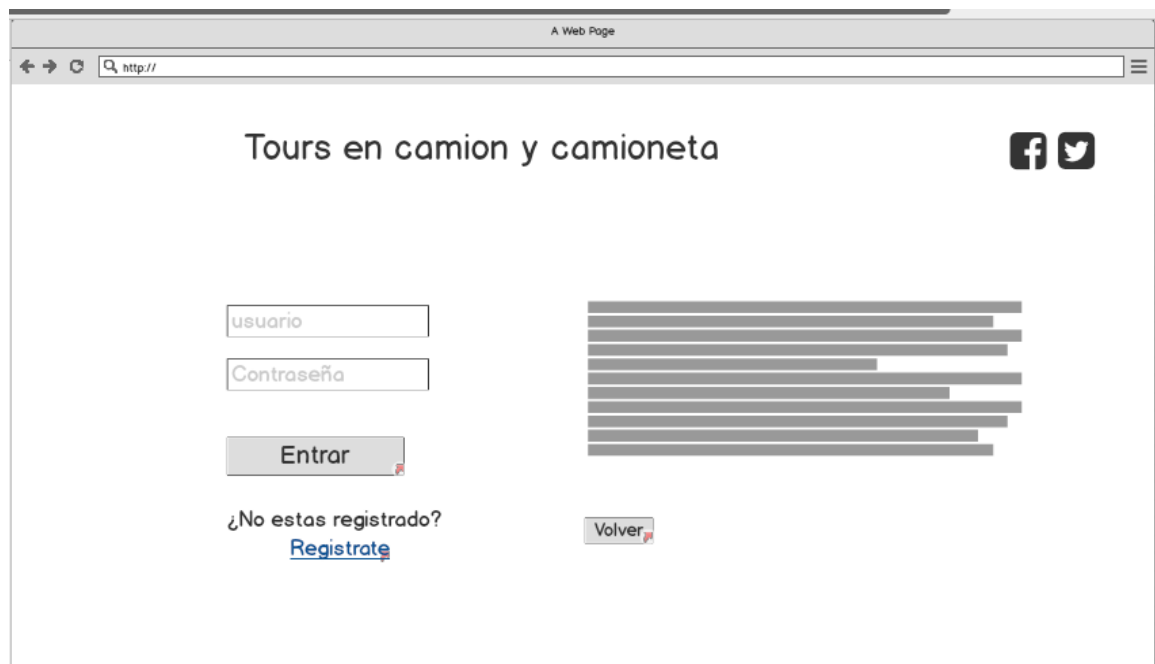 A Web Page
http://
Tours en camion y camioneta
usuario
Contraseña
Entrar
¿No estas registrado?
Registrate
Volver